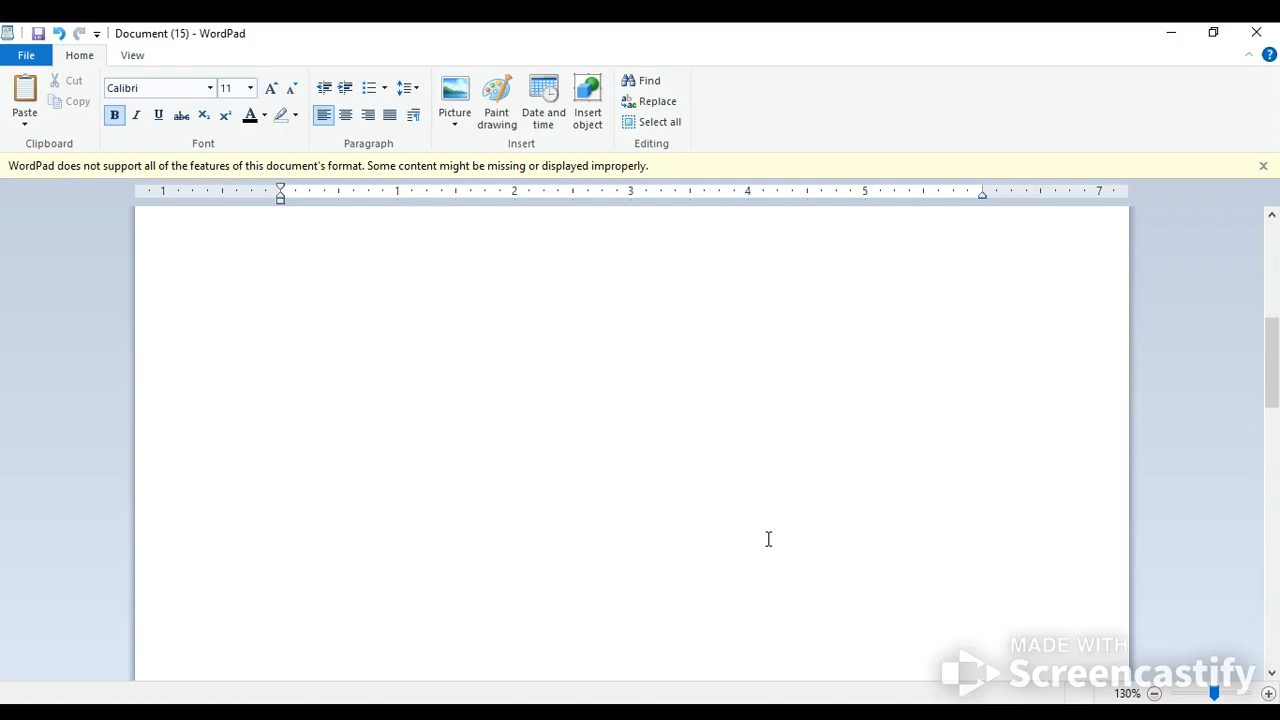 Document (15) - WordPad
File Home View
Paste
Cut
Copy
Clipboard
Calibri 11
B I U abc X₂ X² A
Font
Paragraph
Picture
Paint drawing
Date and time
Insert object
Insert
Find
Replace
Select all
Editing
WordPad does not support all of the features of this document's format. Some content might be missing or displayed improperly.
1 1 2 3 4 5 7
MADE WITH
Screencastify
130%